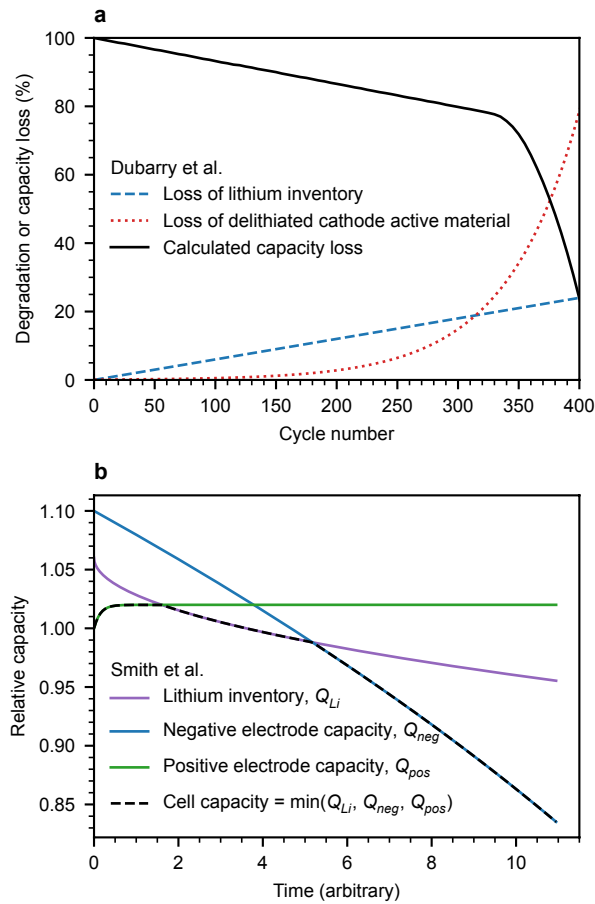 a
Degradation or capacity loss (%)
100
80
60
40
20
0
Dubarry et al.
Loss of lithium inventory
Loss of delithiated cathode active material
Calculated capacity loss
0 50 100 150 200 250 300 350 400
Cycle number
b
Relative capacity
1.10
1.05
1.00
0.95
0.90
0.85
Smith et al.
Lithium inventory, Q_Li
Negative electrode capacity, Q_neg
Positive electrode capacity, Q_pos
Cell capacity = min(Q_Li, Q_neg, Q_pos)
0 2 4 6 8 10
Time (arbitrary)